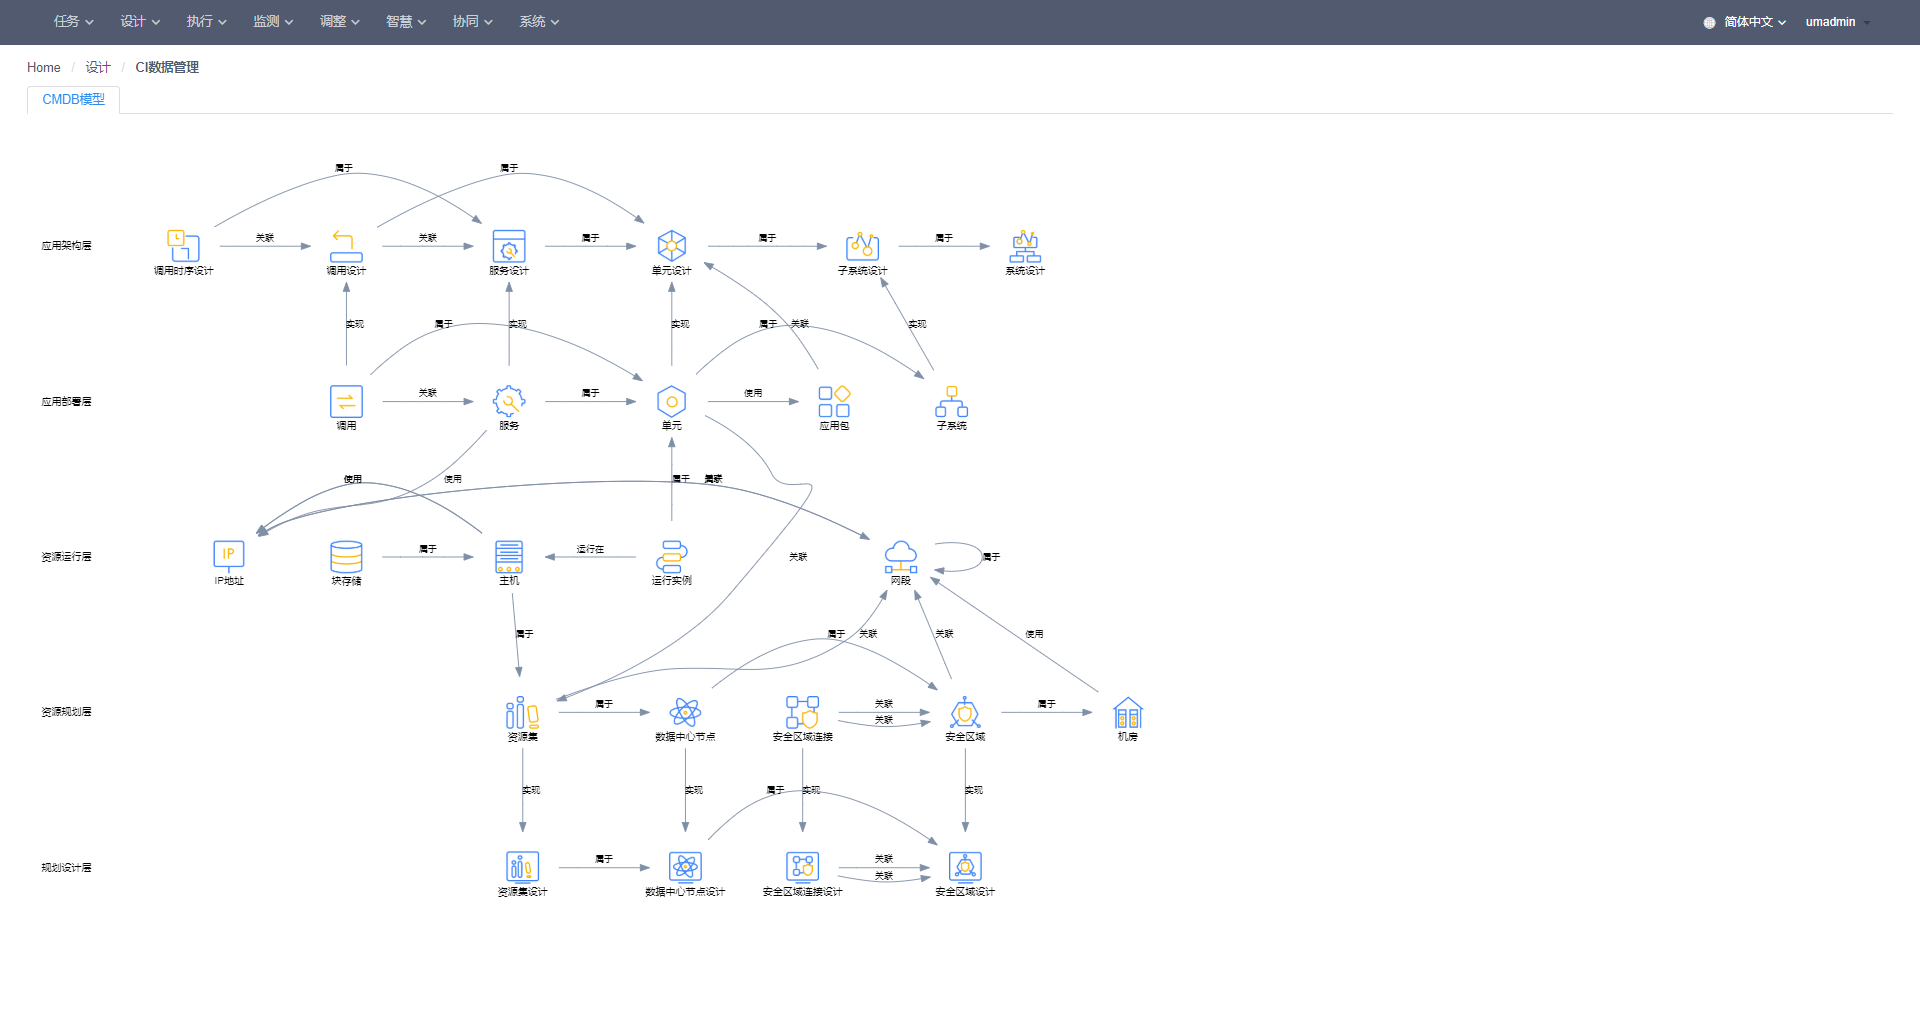 任务 设计 执行 监测 调整 智慧 协同 系统 简体中文 umadmin
Home / 设计 / CI数据管理
CMDB模型
属于 属于
关联 关联 属于 属于 属于
应用架构层
调用时序设计 调用设计 服务设计 单元设计 子系统设计 系统设计
实现 属于 实现 实现 属于 关联 实现
关联 属于 使用
应用部署层
调用 服务 单元 应用包 子系统
使用 使用 属于
属于 运行在
资源运行层 关联 属于
IP地址 块存储 主机 运行实例 网段
属于 属于 关联 关联 使用
属于 关联 属于
资源规划层
关联
资源集 数据中心节点 安全区域连接 安全区域 机房
实现 实现 属于 实现 实现
属于 关联
规划设计层
关联
资源集设计 数据中心节点设计 安全区域连接设计 安全区域设计